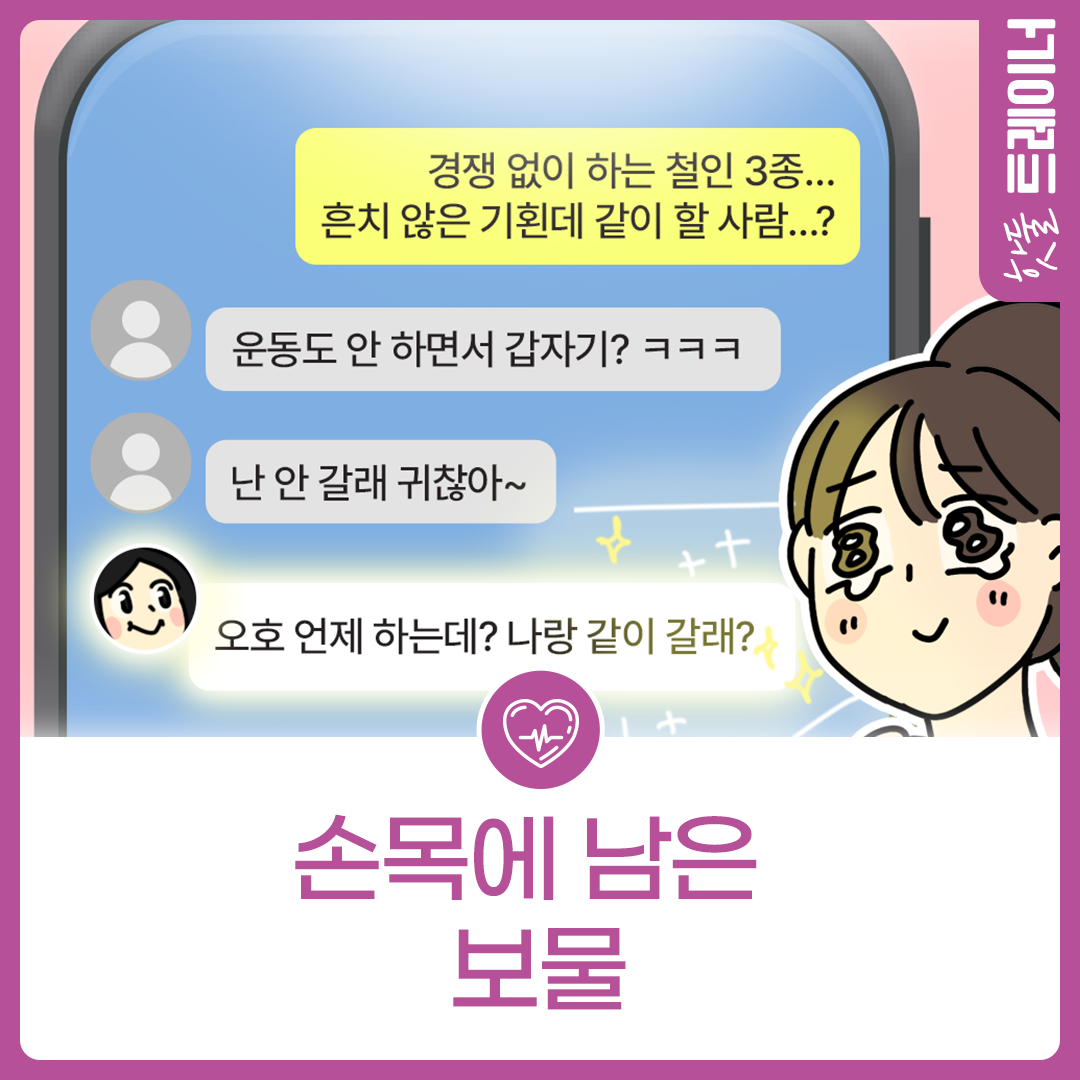 경쟁 없이 하는 철인 3종...
흔치 않은 기횐데 같이 할 사람...?
운동도 안 하면서 갑자기? ㅋㅋㅋ
난 안 갈래 귀찮아~
오호 언제 하는데? 나랑 같이 갈래?
손목에 남은
보물